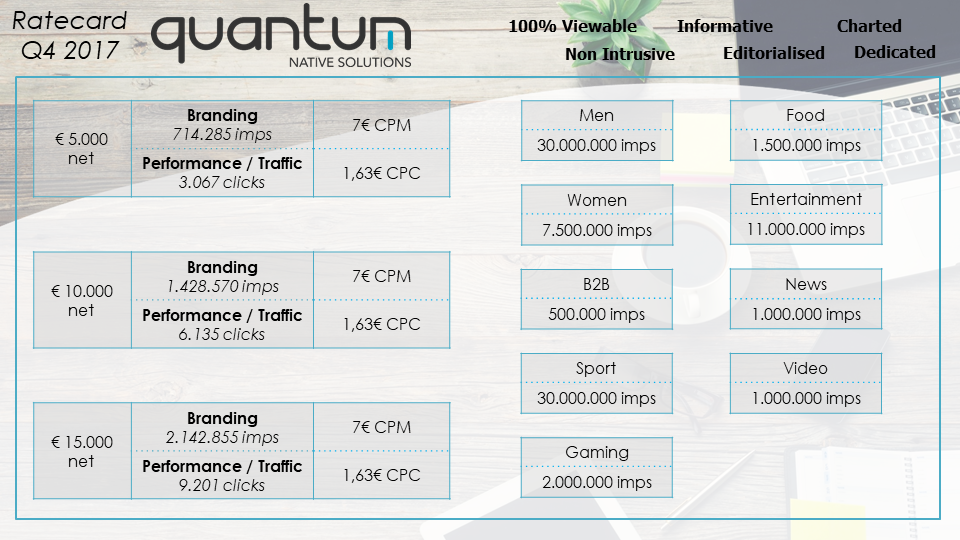 Ratecard
Q4 2017
quantum
NATIVE SOLUTIONS
100% Viewable
Informative
Charted
Non Intrusive
Editorialised
Dedicated
€ 5.000
net
Branding
714.285 imps
7€ CPM
Performance / Traffic
3.067 clicks
1,63€ CPC
€ 10.000
net
Branding
1.428.570 imps
7€ CPM
Performance / Traffic
6.135 clicks
1,63€ CPC
€ 15.000
net
Branding
2.142.855 imps
7€ CPM
Performance / Traffic
9.201 clicks
1,63€ CPC
Men
30.000.000 imps
Food
1.500.000 imps
Women
7.500.000 imps
Entertainment
11.000.000 imps
B2B
500.000 imps
News
1.000.000 imps
Sport
30.000.000 imps
Video
1.000.000 imps
Gaming
2.000.000 imps